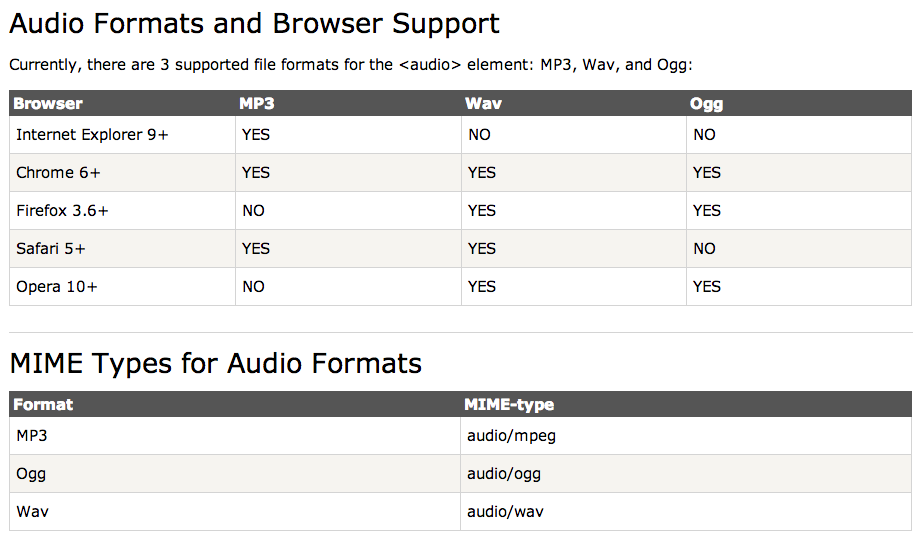 Audio Formats and Browser Support
Currently, there are 3 supported file formats for the <audio> element: MP3, Wav, and Ogg:
Browser MP3 Wav Ogg
Internet Explorer 9+ YES NO NO
Chrome 6+ YES YES YES
Firefox 3.6+ NO YES YES
Safari 5+ YES YES NO
Opera 10+ NO YES YES
MIME Types for Audio Formats
Format MIME-type
MP3 audio/mpeg
Ogg audio/ogg
Wav audio/wav